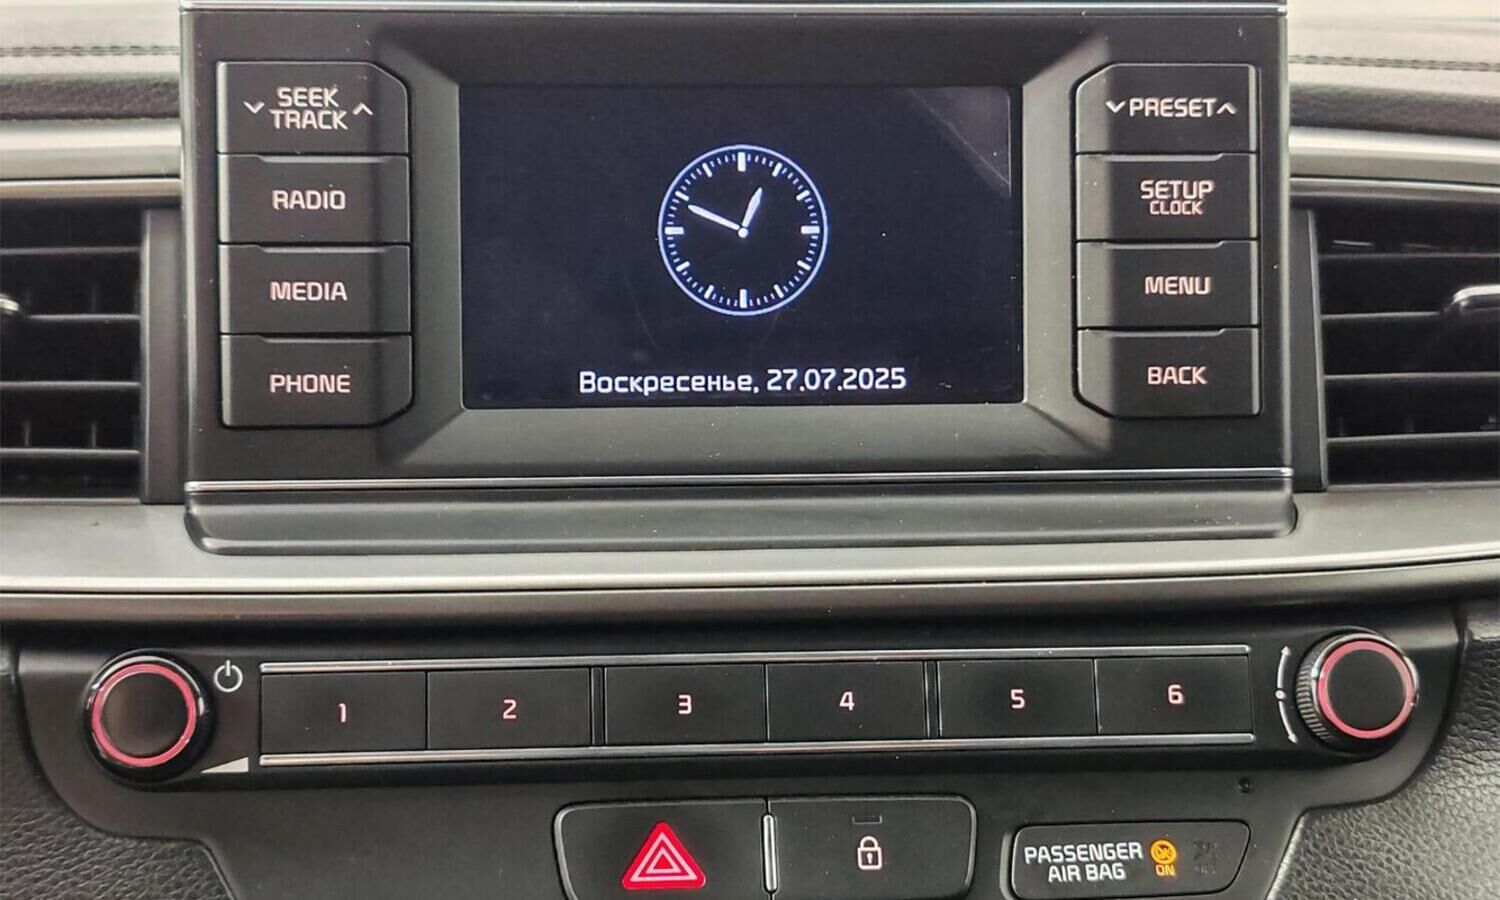 SEEK
TRACK
RADIO
MEDIA
PHONE
Воскресенье, 27.07.2025
PRESET
SETUP
CLOCK
MENU
BACK
1
2
3
4
5
6
PASSENGER
AIR BAG
ON